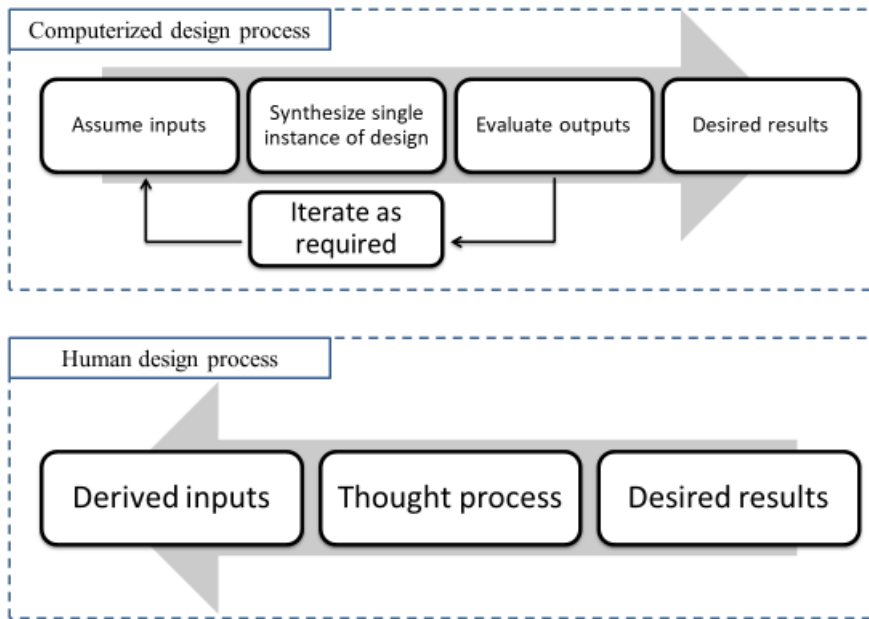 Computerized design process
Assume inputs
Synthesize single
instance of design
Evaluate outputs
Desired results
Iterate as
required
Human design process
Derived inputs
Thought process
Desired results